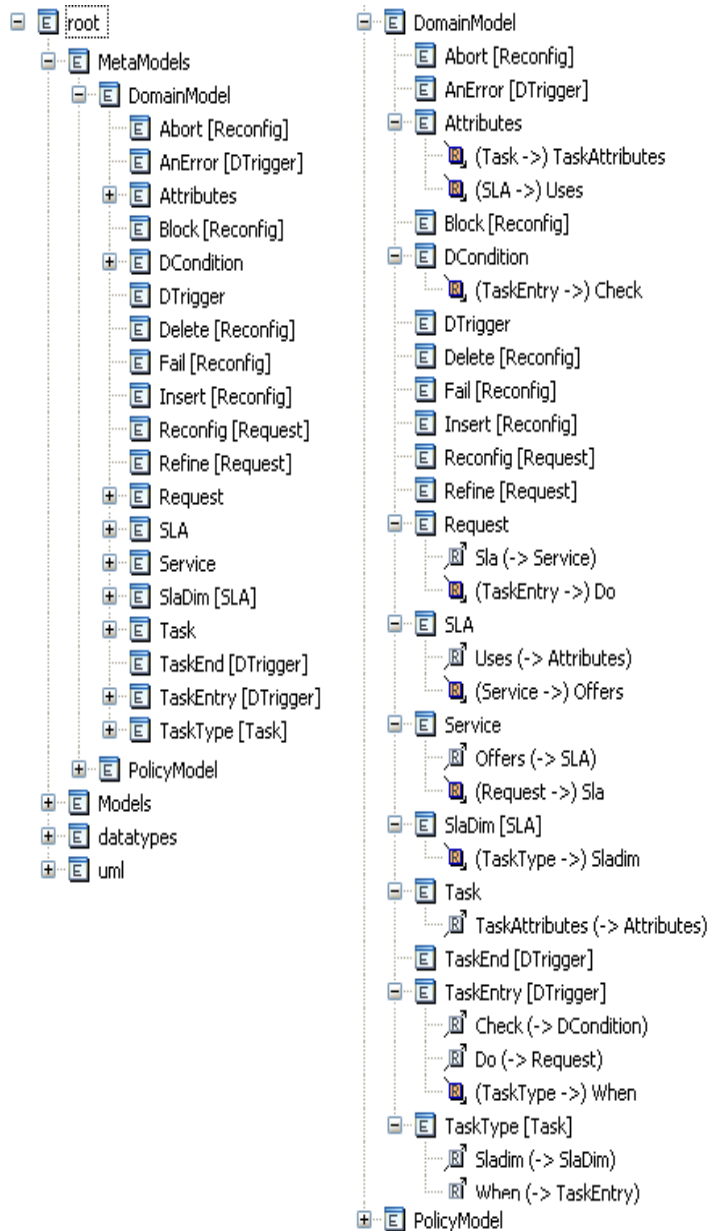 root
MetaModels
DomainModel
Abort [Reconfig]
AnError [DTrigger]
Attributes
Block [Reconfig]
DCondition
DTrigger
Delete [Reconfig]
Fail [Reconfig]
Insert [Reconfig]
Reconfig [Request]
Refine [Request]
Request
SLA
Service
SlaDim [SLA]
Task
TaskEnd [DTrigger]
TaskEntry [DTrigger]
TaskType [Task]
PolicyModel
Models
datatypes
uml
DomainModel
Abort [Reconfig]
AnError [DTrigger]
Attributes
(Task ->) TaskAttributes
(SLA ->) Uses
Block [Reconfig]
DCondition
(TaskEntry ->) Check
DTrigger
Delete [Reconfig]
Fail [Reconfig]
Insert [Reconfig]
Reconfig [Request]
Refine [Request]
Request
Sla (-> Service)
(TaskEntry ->) Do
SLA
Uses (-> Attributes)
(Service ->) Offers
Service
Offers (-> SLA)
(Request ->) Sla
SlaDim [SLA]
(TaskType ->) Sladim
Task
TaskAttributes (-> Attributes)
TaskEnd [DTrigger]
TaskEntry [DTrigger]
Check (-> DCondition)
Do (-> Request)
(TaskType ->) When
TaskType [Task]
Sladim (-> SlaDim)
When (-> TaskEntry)
PolicyModel